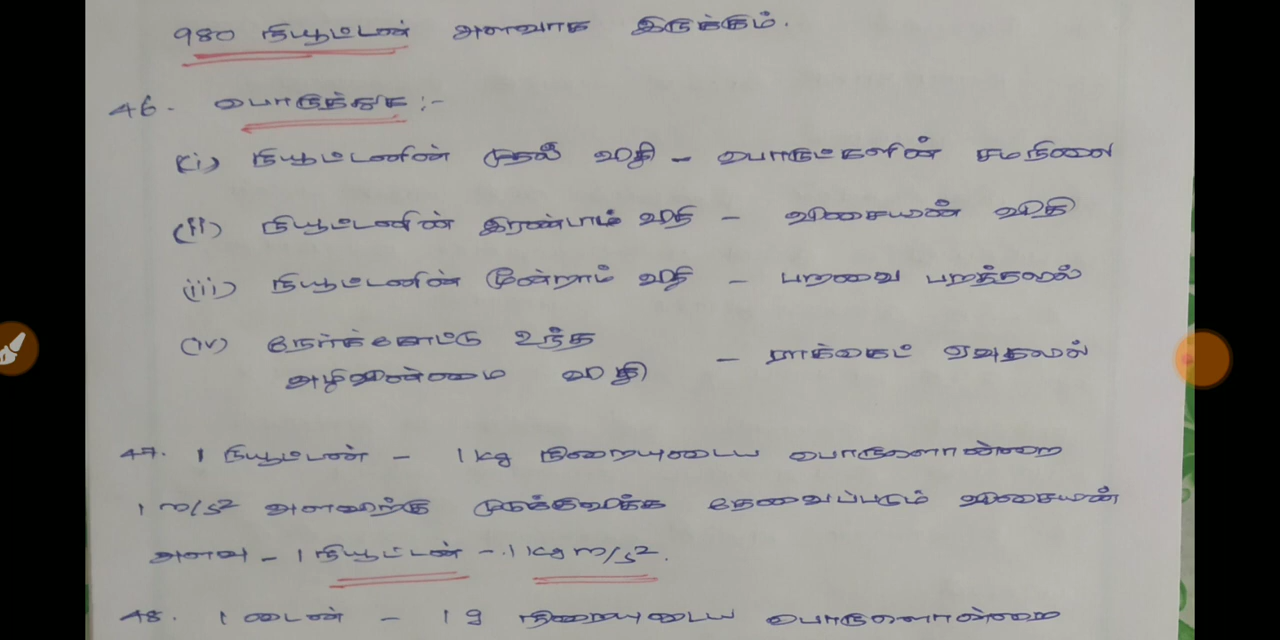 980 நியூட்டன் அளவாக இருக்கும்.
46. பொருத்துக :-
(i) நியூட்டனின் முதல் விதி - பொருட்களின் சமநிலை
(ii) நியூட்டனின் இரண்டாம் விதி - விசையின் விதி
(iii) நியூட்டனின் மூன்றாம் விதி - பறவை பறத்தலில்
(iv) நேர்க்கோட்டு உந்த
அழிவின்மை விதி - ராக்கெட் ஏவுதலில்
47. 1 நியூட்டன் - 1 kg நிறையுடைய பொருளொன்றை
1 m/s² அளவிற்கு முடுக்குவிக்க தேவைப்படும் விசையின்
அளவு - 1 நியூட்டன் - 1 kg m/s².
48. 1 டைன் - 1 g நிறையுடைய பொருளொன்றை